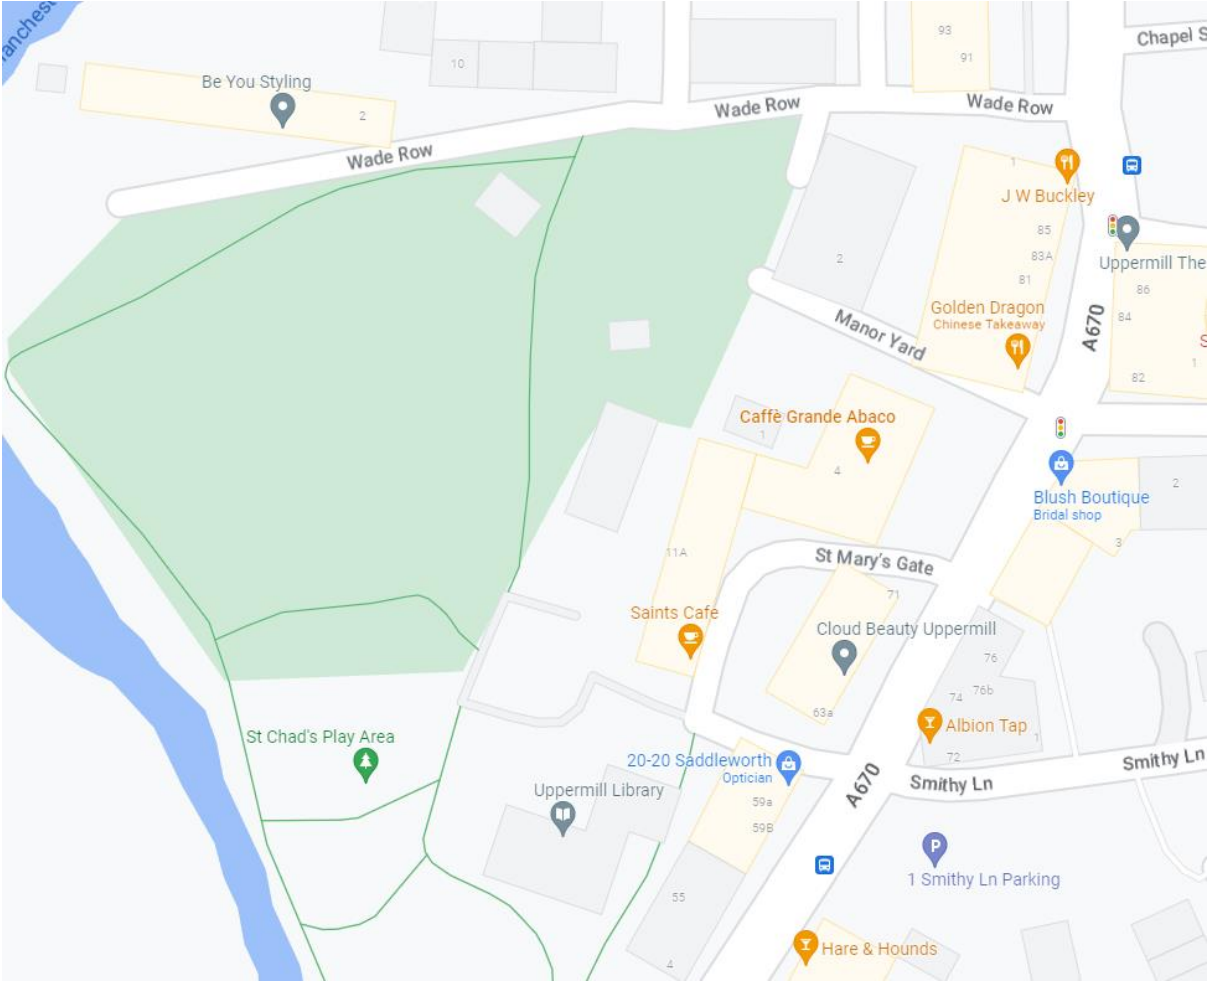 anchest
93
91
Chapel S
10
Be You Styling
2
Wade Row
Wade Row
Wade Row
1
J W Buckley
85
83A
81
2
Uppermill The
86
84
S
1
82
A670
Golden Dragon
Chinese Takeaway
Manor Yard
Caffè Grande Abaco
1
4
Blush Boutique
Bridal shop
2
3
11A
St Mary's Gate
71
Saints Cafe
Cloud Beauty Uppermill
63a
76
76b
74
Albion Tap
1
72
St Chad's Play Area
20-20 Saddleworth
Optician
59a
59B
A670
Smithy Ln
Smithy Ln
Uppermill Library
P
1 Smithy Ln Parking
55
4
Hare & Hounds